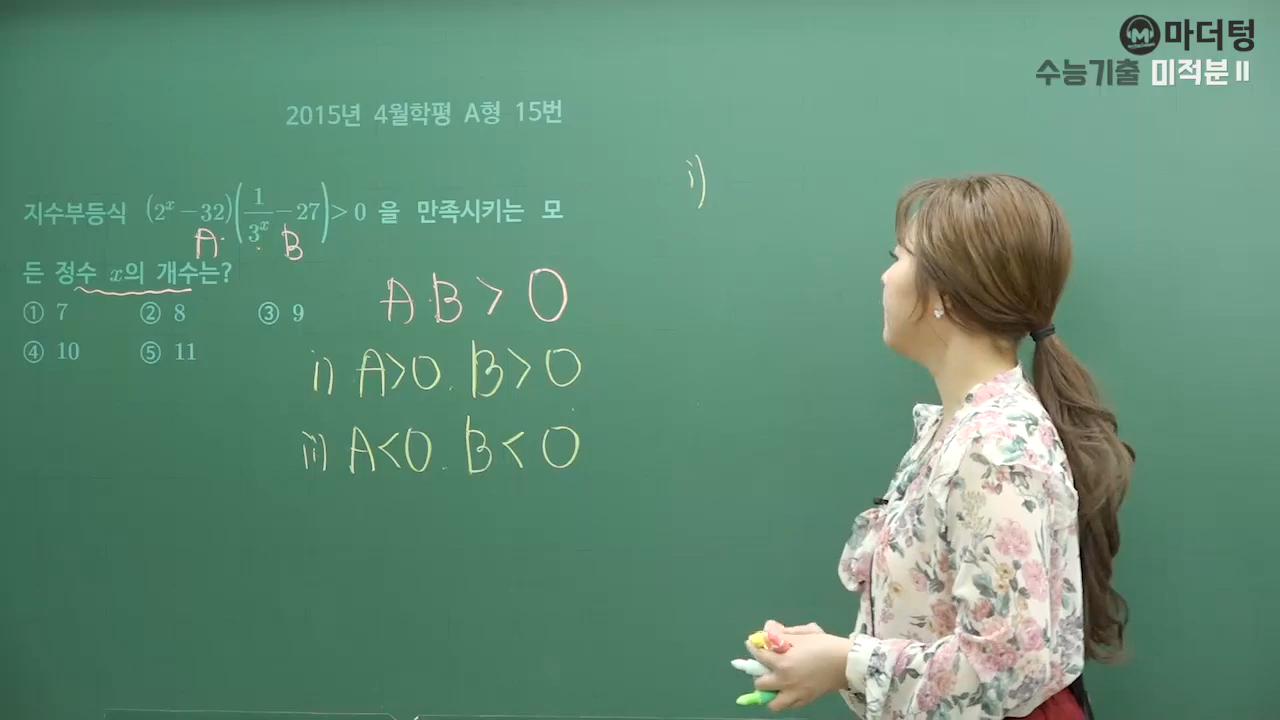 마더텅
수능기출 미적분 II
2015년 4월학평 A형 15번
지수부등식 (2^x − 32)(1/3^x − 27) > 0 을 만족시키는 모
A · B
든 정수 x의 개수는?
① 7 ② 8 ③ 9
④ 10 ⑤ 11
A·B > 0
i) A>0. B>0
ii) A<0. B<0
i)